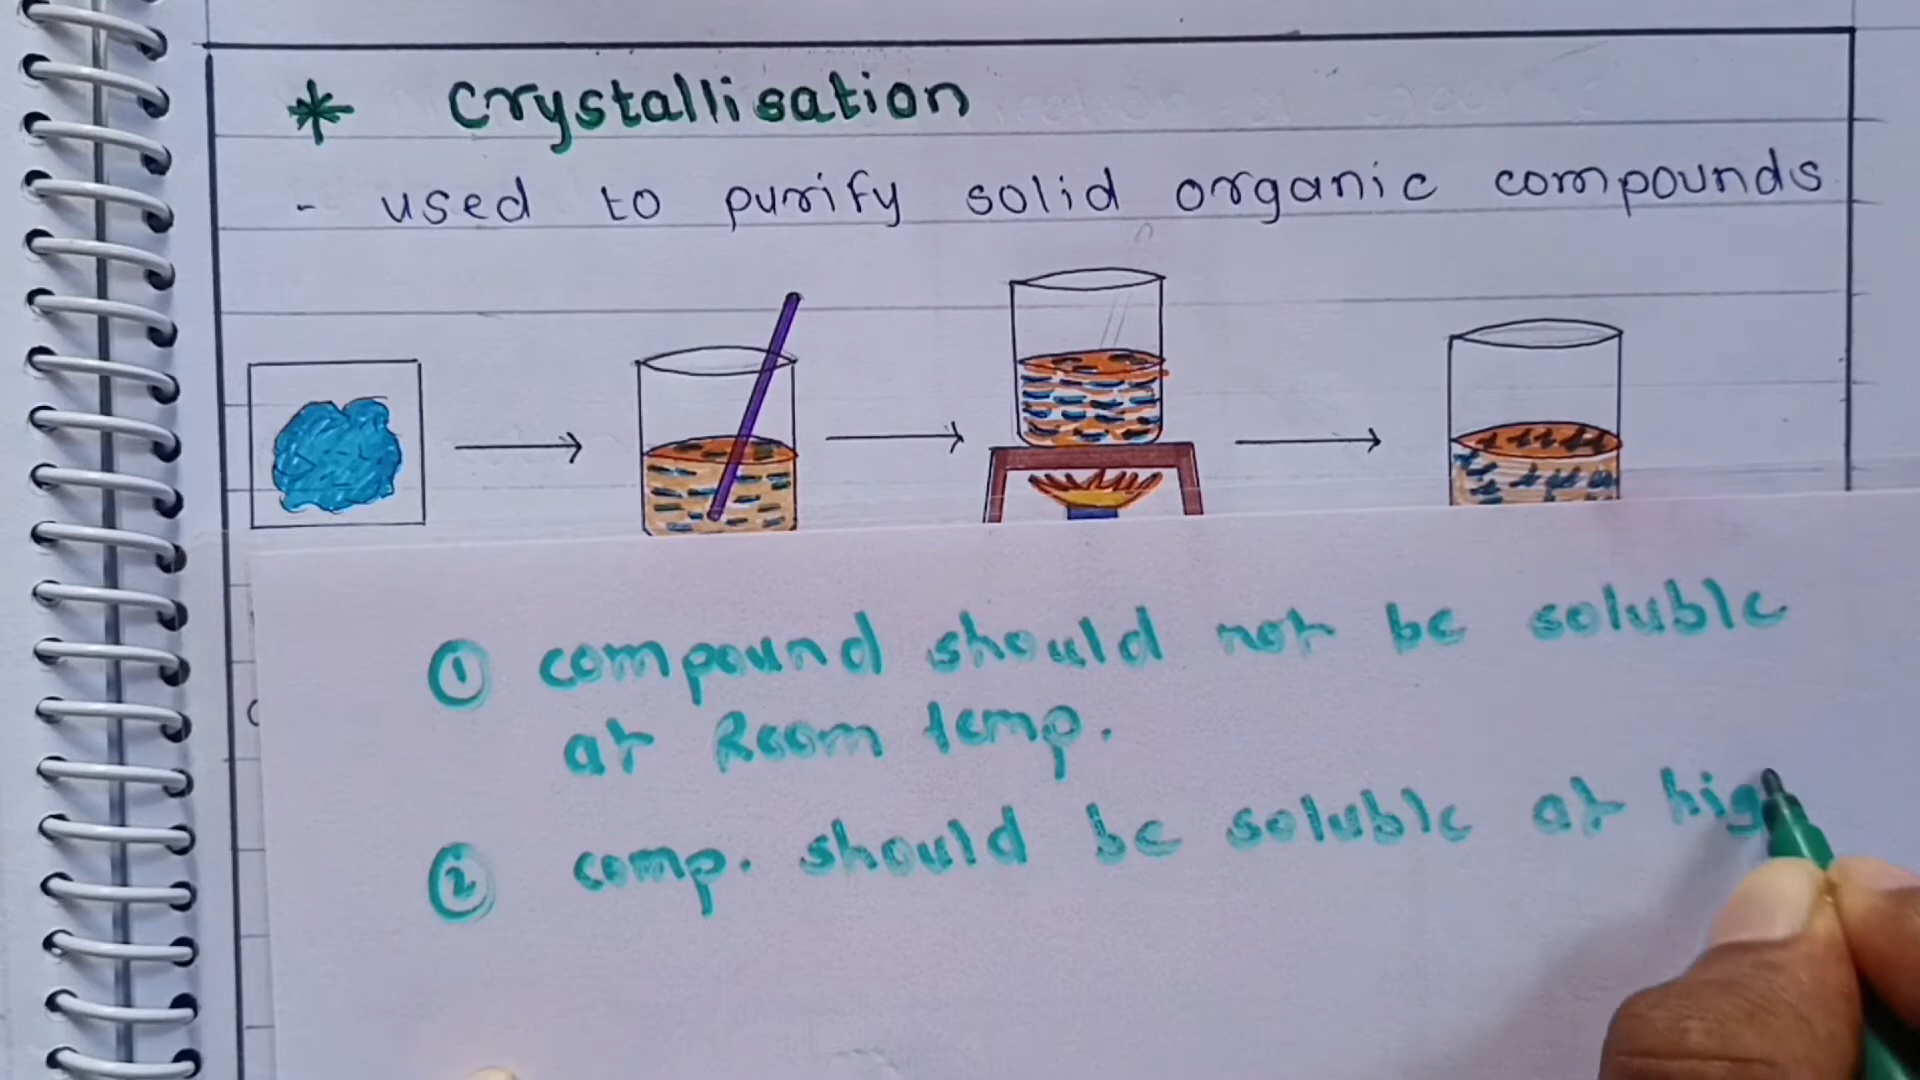 * Crystallisation
- used to purify solid organic compounds
① compound should not be soluble
at Room temp.
② comp. should be soluble at hig